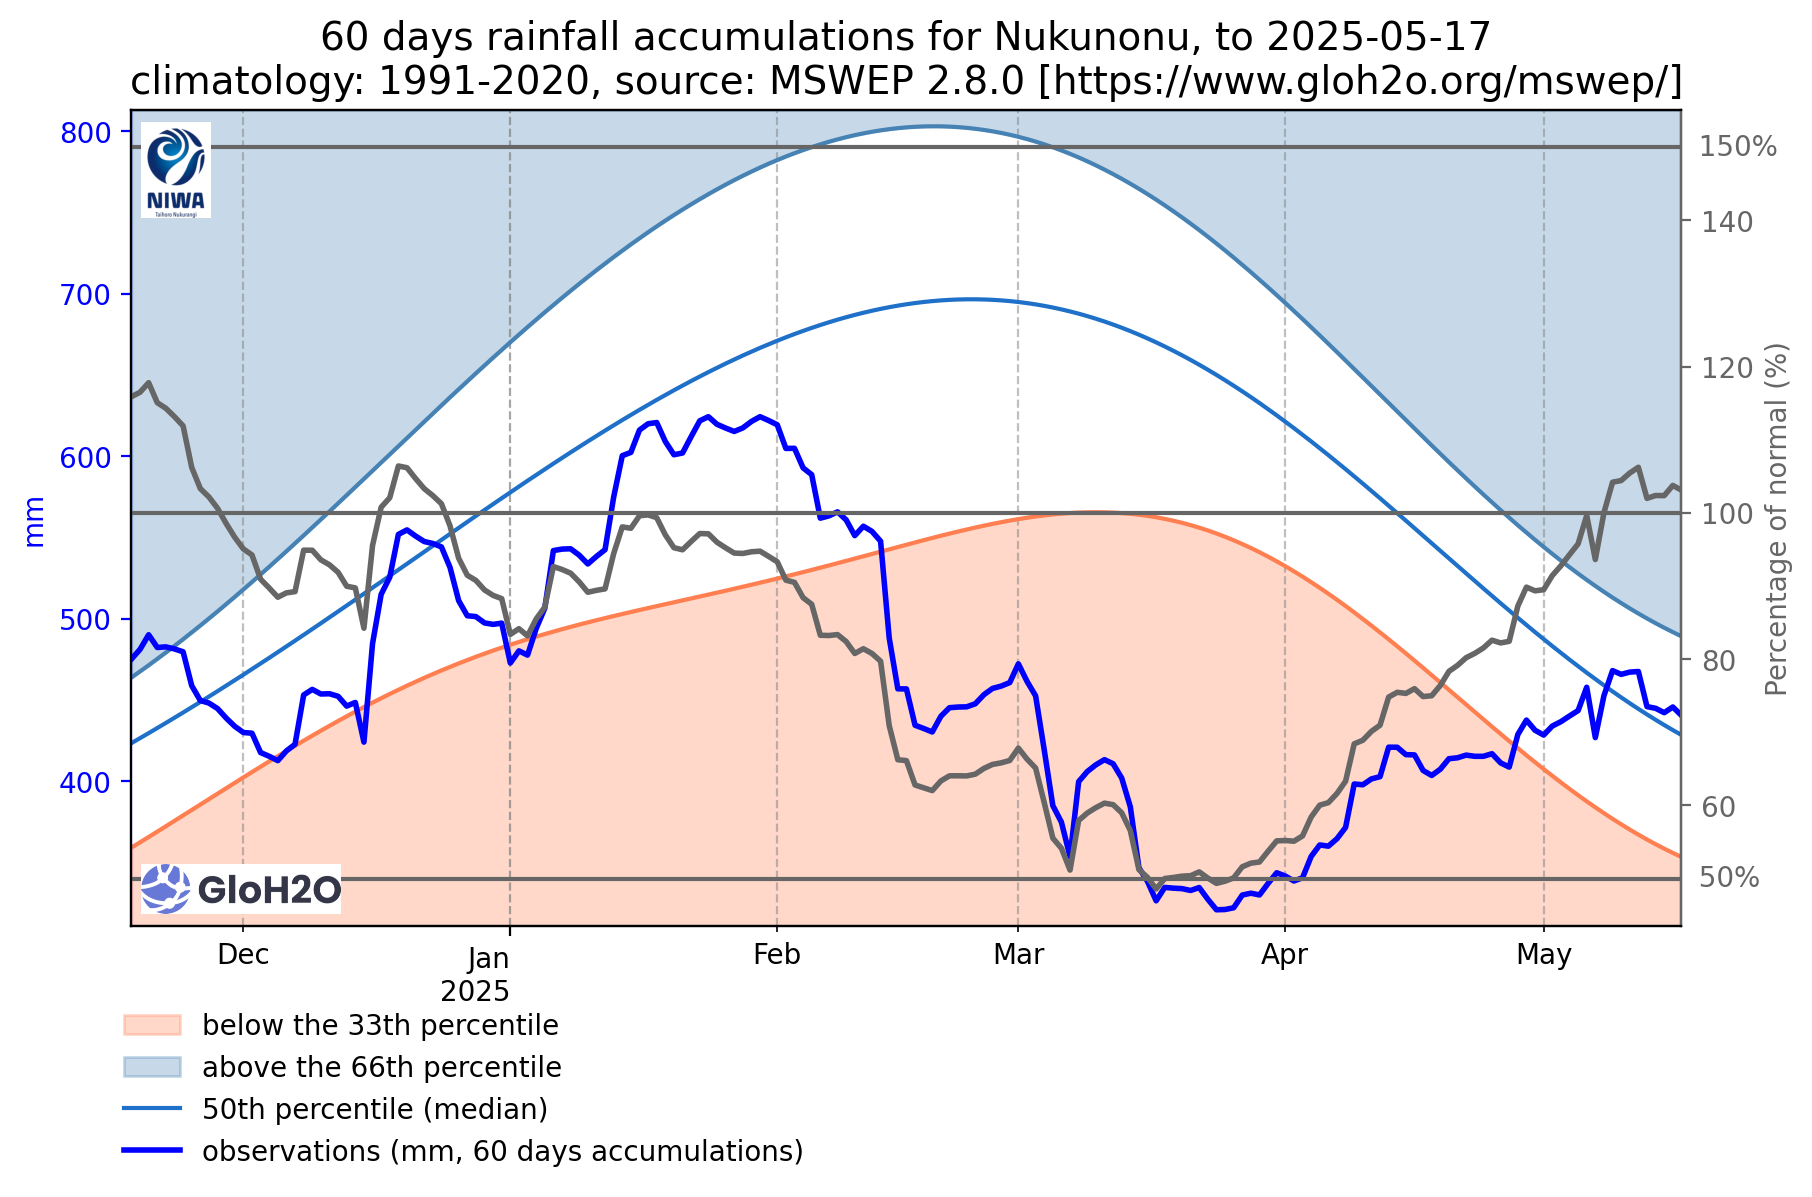 60 days rainfall accumulations for Nukunonu, to 2025-05-17
climatology: 1991-2020, source: MSWEP 2.8.0 [https://www.gloh2o.org/mswep/]
800
700
600
500
400
mm
NIWA
Taihoro Nukurangi
GloH2O
150%
140
120
100
80
60
50%
Percentage of normal (%)
Dec
Jan
2025
Feb
Mar
Apr
May
below the 33th percentile
above the 66th percentile
50th percentile (median)
observations (mm, 60 days accumulations)